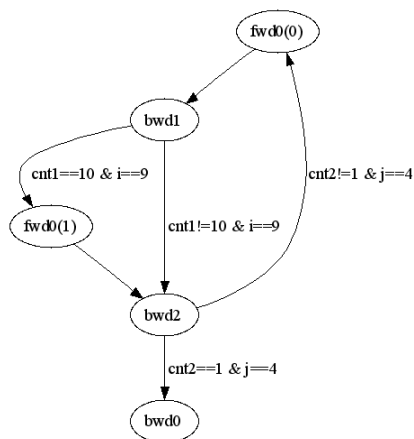 fwd0(0)
bwd1
cnt1==10 & i==9
cnt2!=1 & j==4
fwd0(1)
cnt1!=10 & i==9
bwd2
cnt2==1 & j==4
bwd0